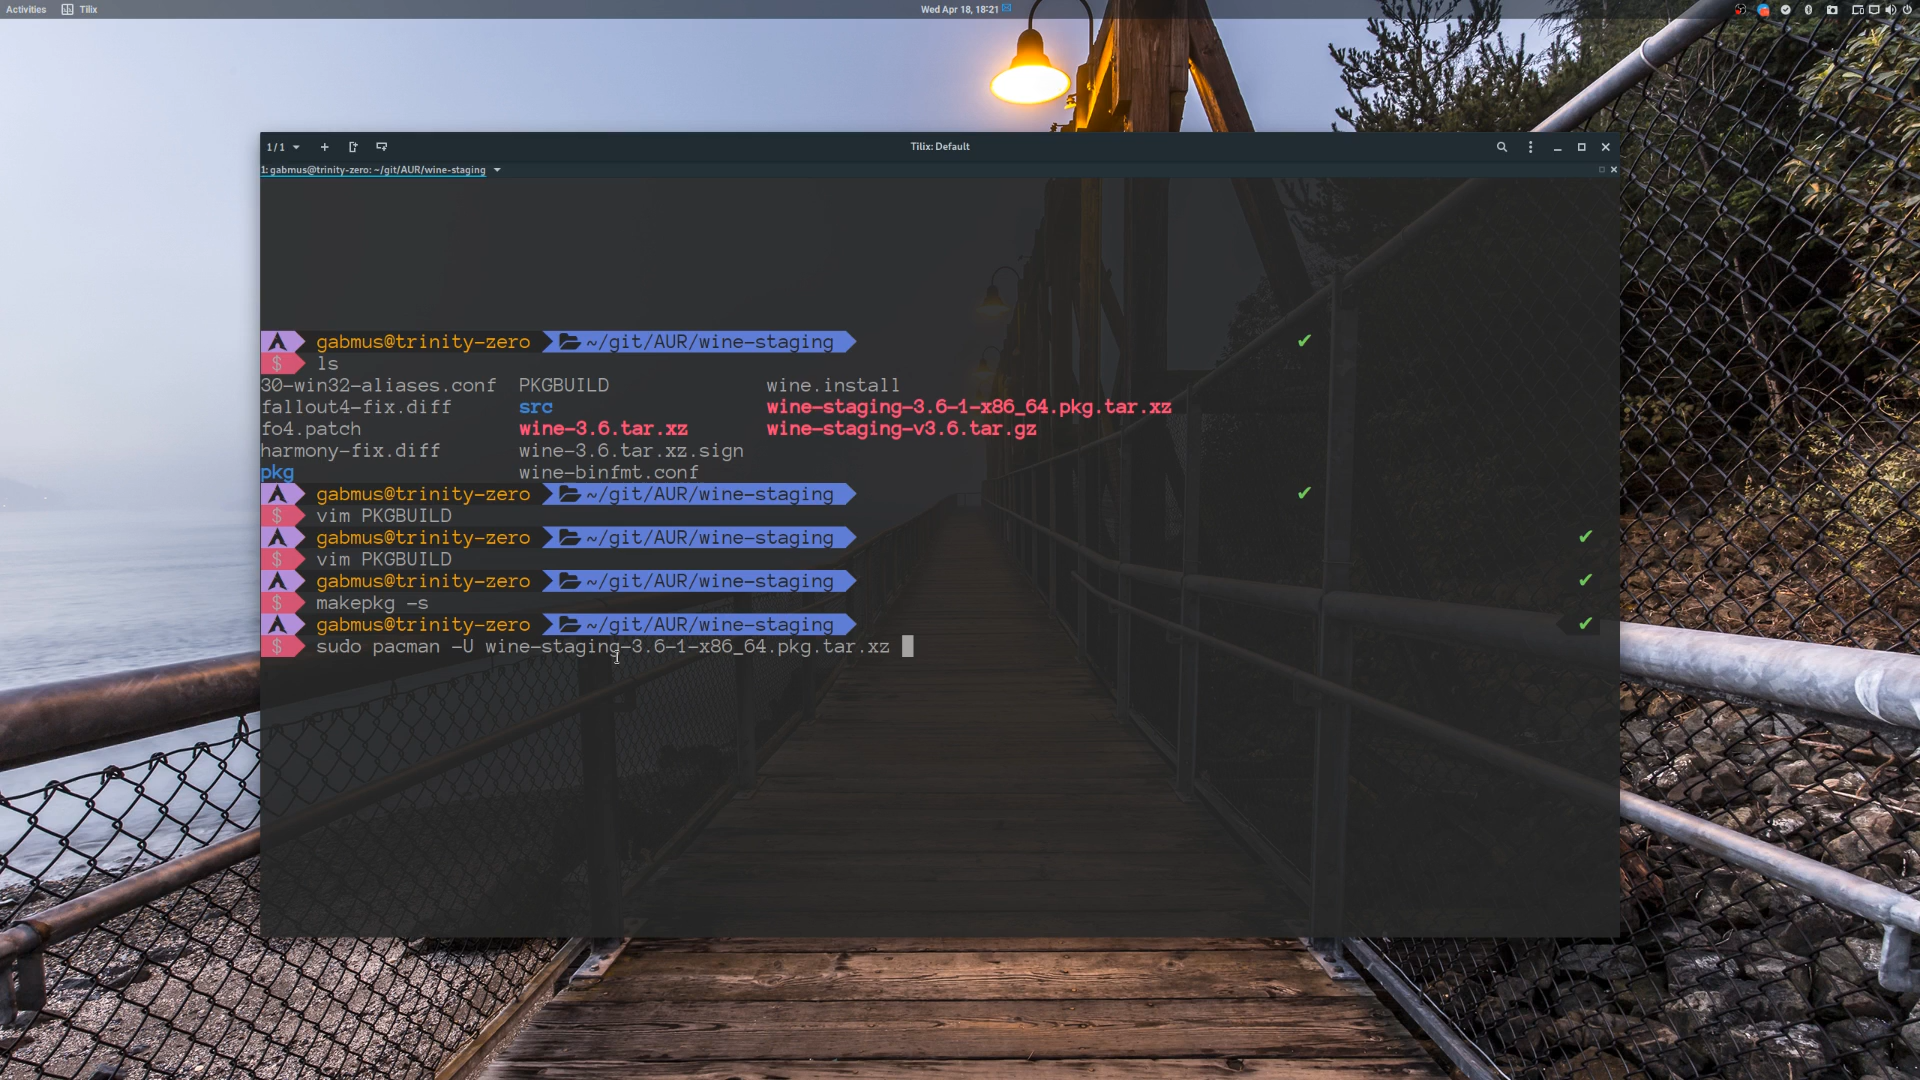 Activities Tilix Wed Apr 18, 18:21
1 / 1 Tilix: Default
1: gabmus@trinity-zero: ~/git/AUR/wine-staging
gabmus@trinity-zero ~/git/AUR/wine-staging ✔
$ ls
30-win32-aliases.conf PKGBUILD wine.install
fallout4-fix.diff src wine-staging-3.6-1-x86_64.pkg.tar.xz
fo4.patch wine-3.6.tar.xz wine-staging-v3.6.tar.gz
harmony-fix.diff wine-3.6.tar.xz.sign
pkg wine-binfmt.conf
gabmus@trinity-zero ~/git/AUR/wine-staging ✔
$ vim PKGBUILD
gabmus@trinity-zero ~/git/AUR/wine-staging ✔
$ vim PKGBUILD
gabmus@trinity-zero ~/git/AUR/wine-staging ✔
$ makepkg -s
gabmus@trinity-zero ~/git/AUR/wine-staging ✔
$ sudo pacman -U wine-staging-3.6-1-x86_64.pkg.tar.xz